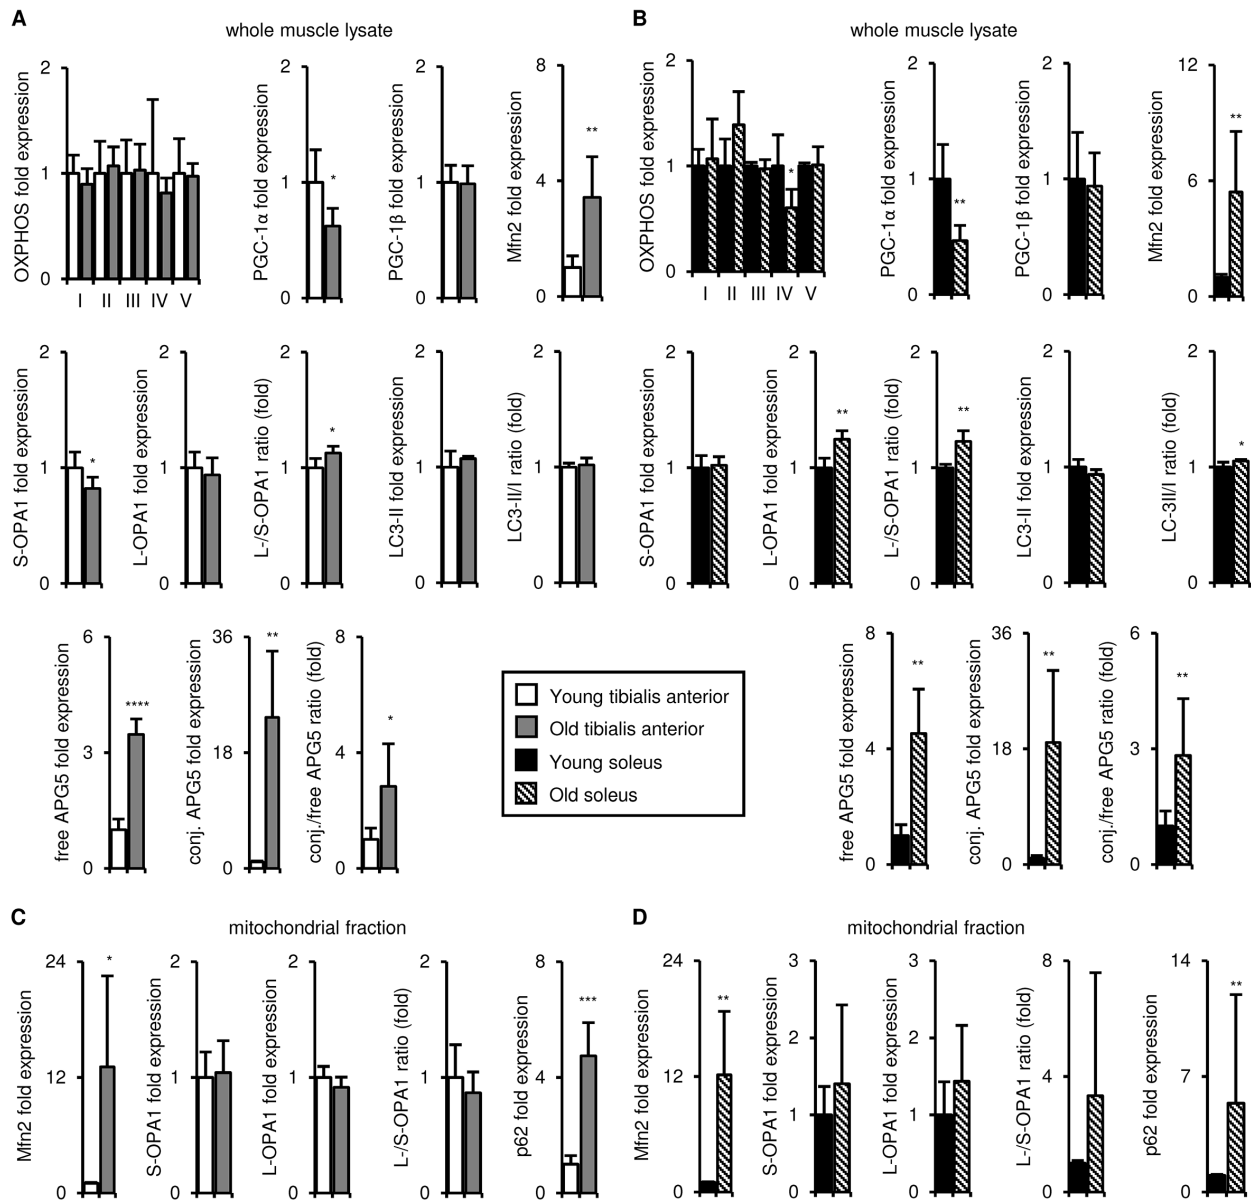 A
whole muscle lysate
OXPHOS fold expression
2
1
0
I II III IV V
PGC-1α fold expression
2
1
0
*
PGC-1β fold expression
2
1
0
Mfn2 fold expression
8
4
0
**
S-OPA1 fold expression
2
1
0
*
L-OPA1 fold expression
2
1
0
L-/S-OPA1 ratio (fold)
2
1
0
*
LC3-II fold expression
2
1
0
LC3-II/I ratio (fold)
2
1
0
free APG5 fold expression
6
3
0
****
conj. APG5 fold expression
36
18
0
**
conj./free APG5 ratio (fold)
8
4
0
*
B
whole muscle lysate
OXPHOS fold expression
2
1
0
*
I II III IV V
PGC-1α fold expression
2
1
0
**
PGC-1β fold expression
2
1
0
Mfn2 fold expression
12
6
0
**
S-OPA1 fold expression
2
1
0
L-OPA1 fold expression
2
1
0
**
L-/S-OPA1 ratio (fold)
2
1
0
**
LC3-II fold expression
2
1
0
LC-3II/I ratio (fold)
2
1
0
*
Young tibialis anterior
Old tibialis anterior
Young soleus
Old soleus
free APG5 fold expression
8
4
0
**
conj. APG5 fold expression
36
18
0
**
conj./free APG5 ratio (fold)
6
3
0
**
C
mitochondrial fraction
Mfn2 fold expression
24
12
0
*
S-OPA1 fold expression
2
1
0
L-OPA1 fold expression
2
1
0
L-/S-OPA1 ratio (fold)
2
1
0
p62 fold expression
8
4
0
***
D
mitochondrial fraction
Mfn2 fold expression
24
12
0
**
S-OPA1 fold expression
3
2
1
0
L-OPA1 fold expression
3
2
1
0
L-/S-OPA1 ratio (fold)
8
4
0
p62 fold expression
14
7
0
**